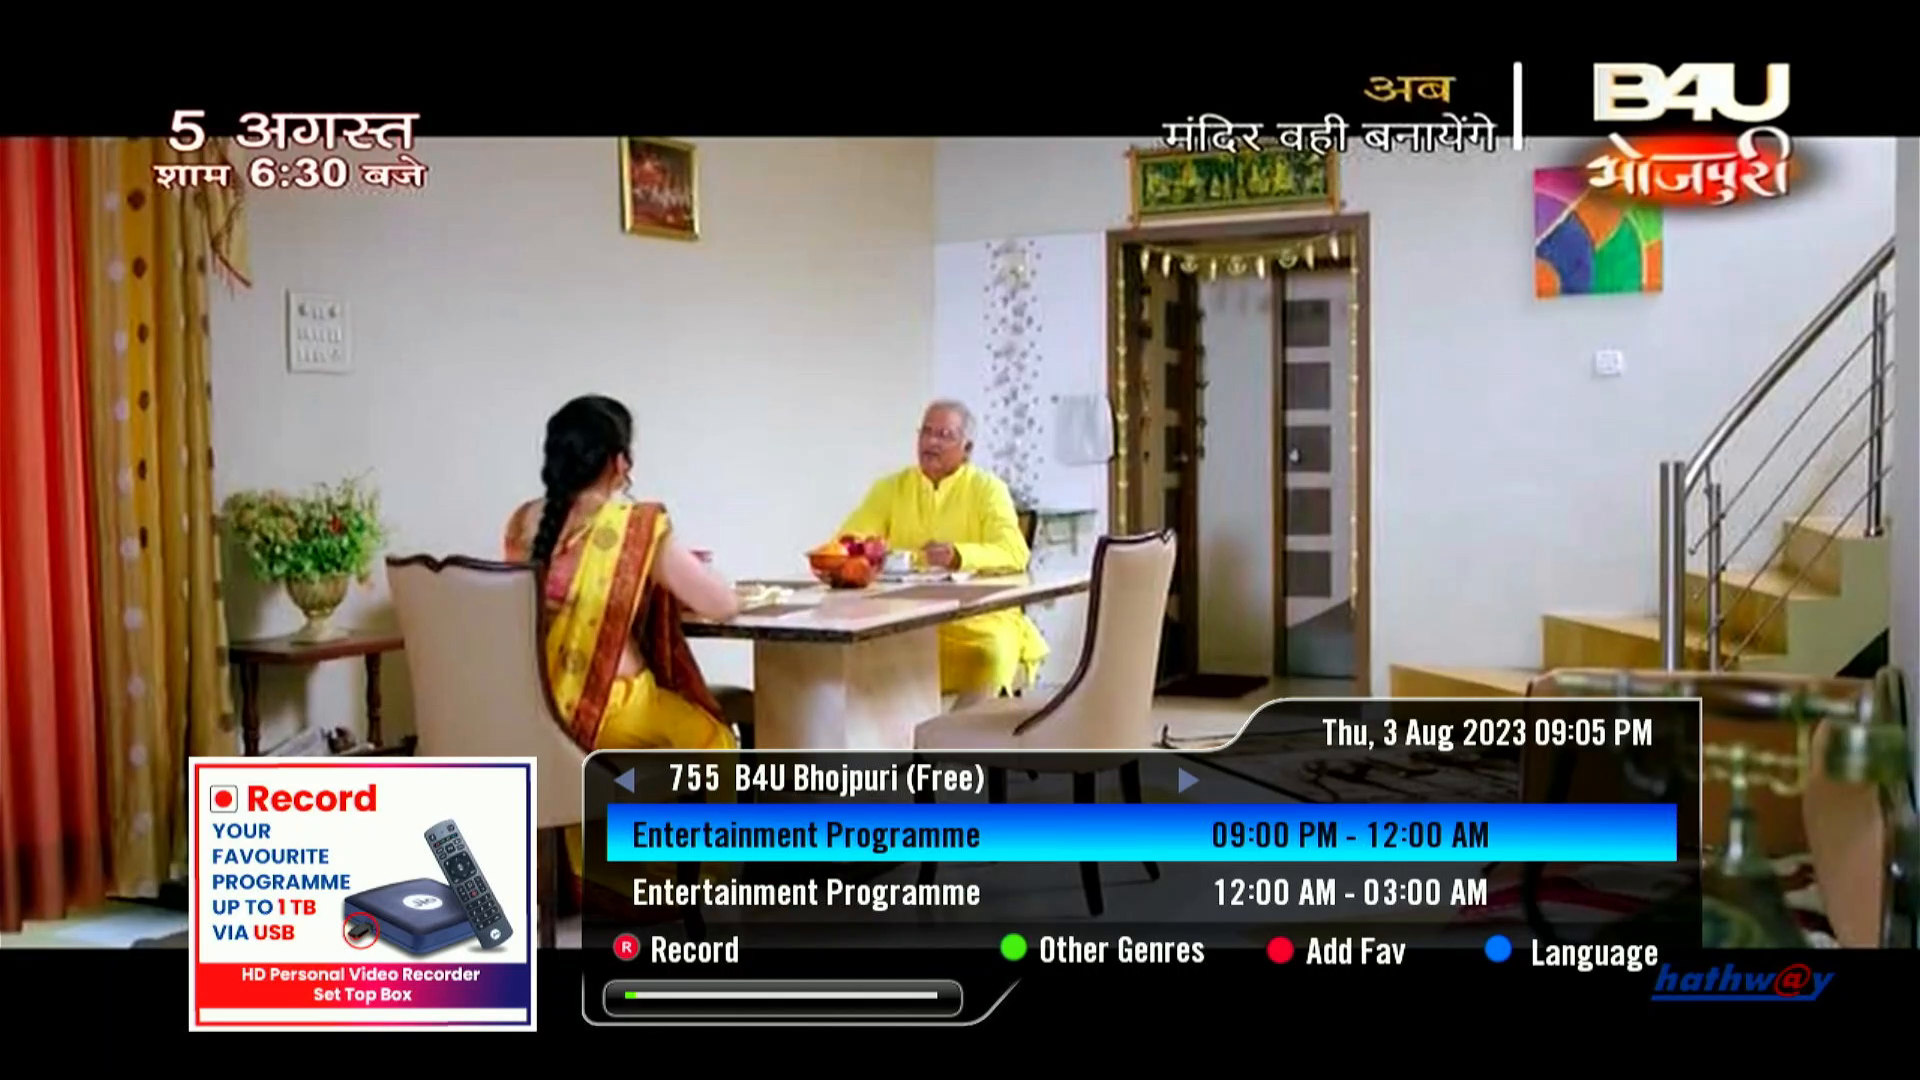 5 अगस्त
शाम 6:30 बजे
अब
मंदिर वही बनायेंगे
B4U
भोजपुरी
Thu, 3 Aug 2023 09:05 PM
755 B4U Bhojpuri (Free)
Entertainment Programme 09:00 PM - 12:00 AM
Entertainment Programme 12:00 AM - 03:00 AM
R Record Other Genres Add Fav Language
hathw@y
Record
YOUR
FAVOURITE
PROGRAMME
UP TO 1 TB
VIA USB
HD Personal Video Recorder
Set Top Box